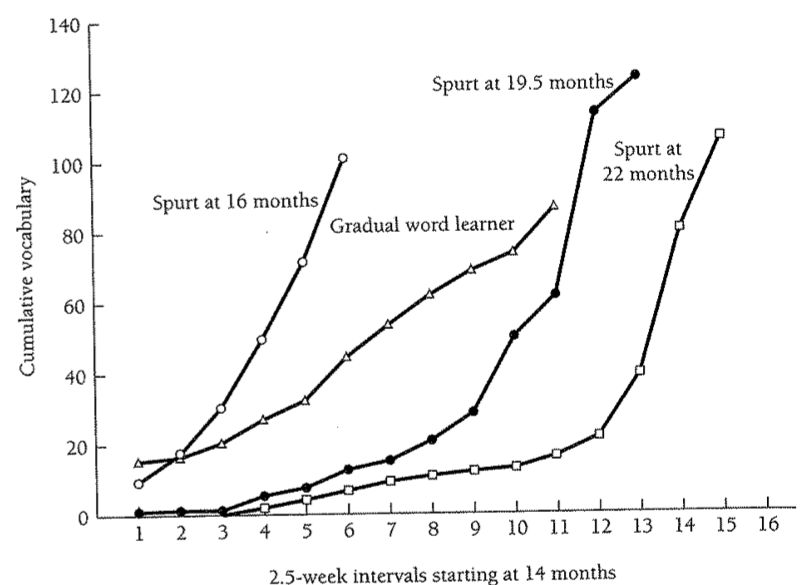 140
120
100
80
60
40
20
0
Cumulative vocabulary
Spurt at 19.5 months
Spurt at
22 months
Spurt at 16 months
Gradual word learner
1 2 3 4 5 6 7 8 9 10 11 12 13 14 15 16
2.5-week intervals starting at 14 months